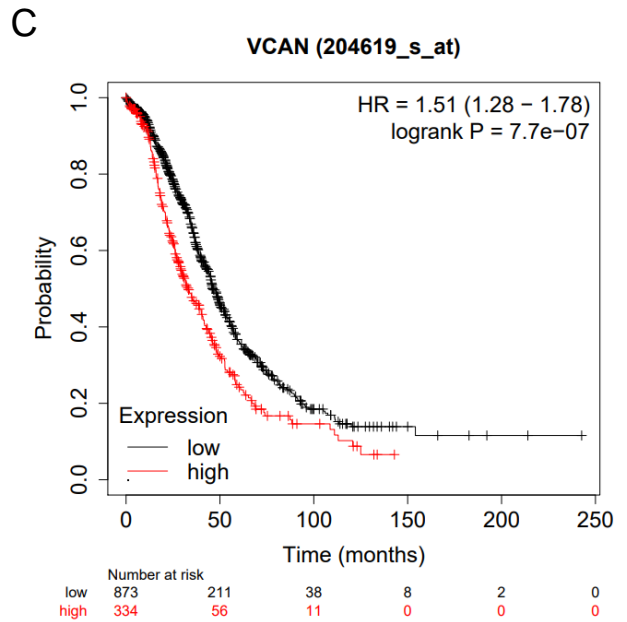 C
VCAN (204619_s_at)
HR = 1.51 (1.28 − 1.78)
logrank P = 7.7e−07
Probability
1.0
0.8
0.6
0.4
0.2
0.0
Expression
low
high
0 50 100 150 200 250
Time (months)
Number at risk
low 873 211 38 8 2 0
high 334 56 11 0 0 0